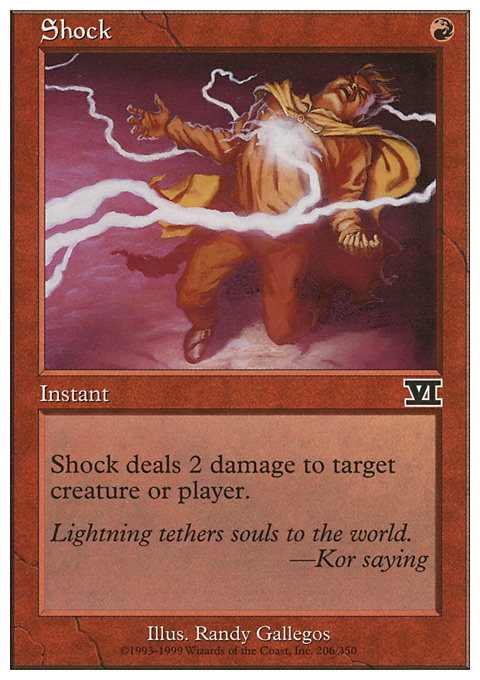 Shock
Instant
VI
Shock deals 2 damage to target
creature or player.
Lightning tethers souls to the world.
—Kor saying
Illus. Randy Gallegos
©1993-1999 Wizards of the Coast, Inc. 206/350